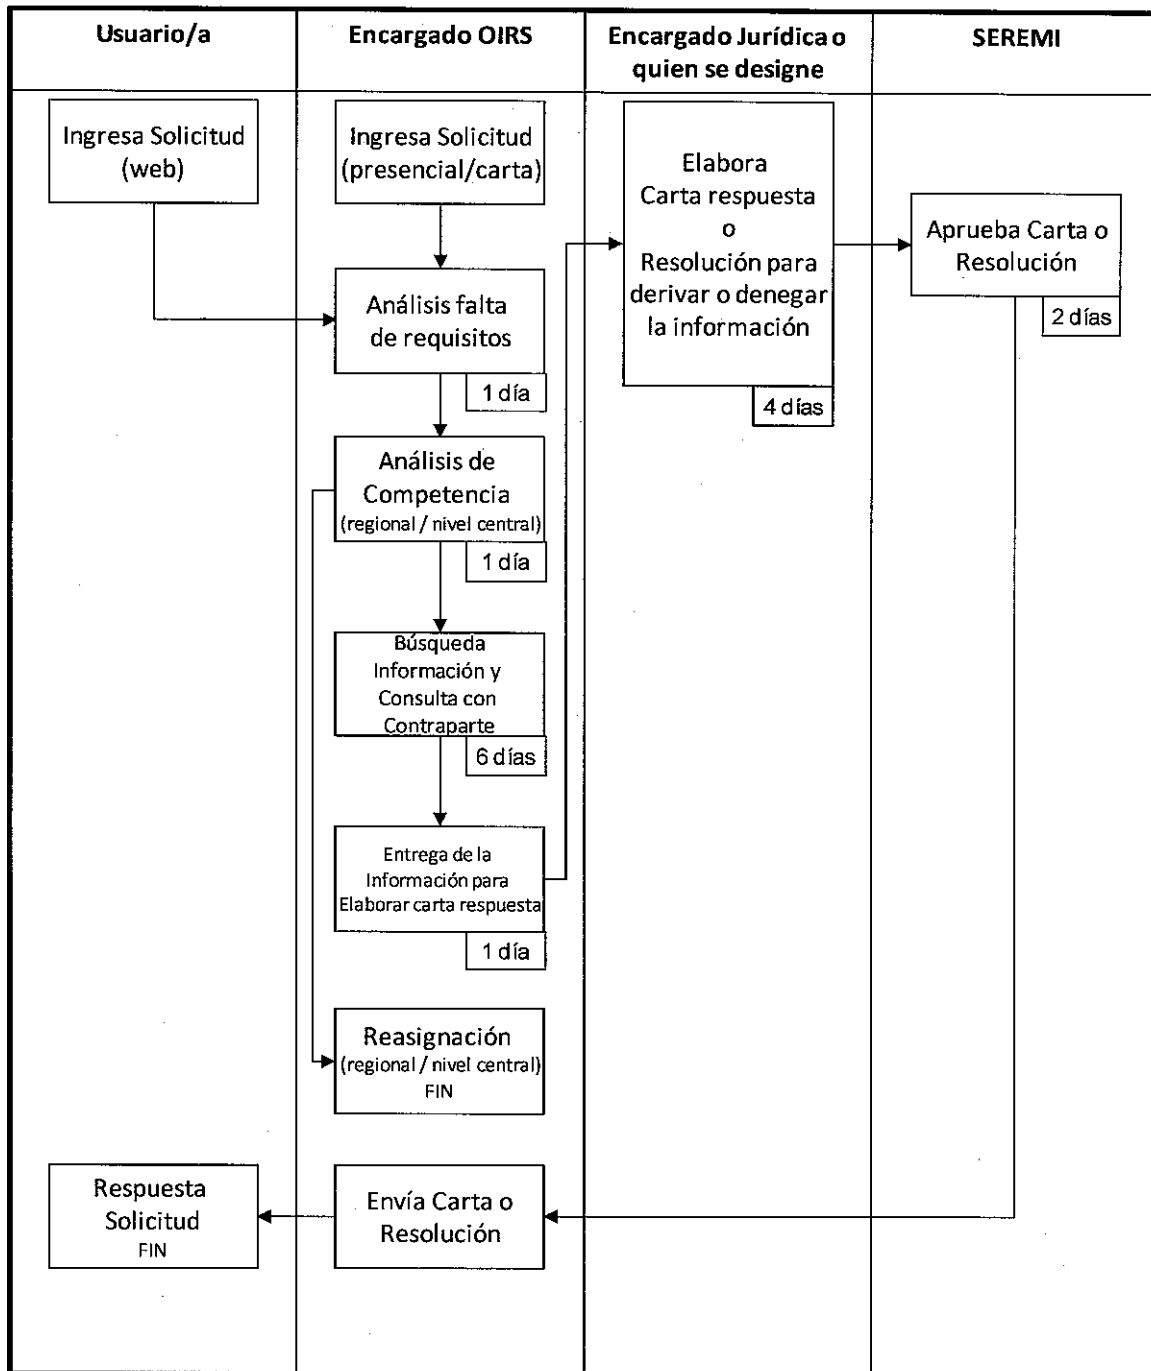 Usuario/a
Encargado OIRS
Encargado Jurídica o
quien se designe
SEREMI
Ingresa Solicitud
(web)
Ingresa Solicitud
(presencial/carta)
Elabora
Carta respuesta
o
Resolución para
derivar o denegar
la información
4 días
Aprueba Carta o
Resolución
2 días
Análisis falta
de requisitos
1 día
Análisis de
Competencia
(regional / nivel central)
1 día
Búsqueda
Información y
Consulta con
Contraparte
6 días
Entrega de la
Información para
Elaborar carta respuesta
1 día
Reasignación
(regional / nivel central)
FIN
Envía Carta o
Resolución
Respuesta
Solicitud
FIN